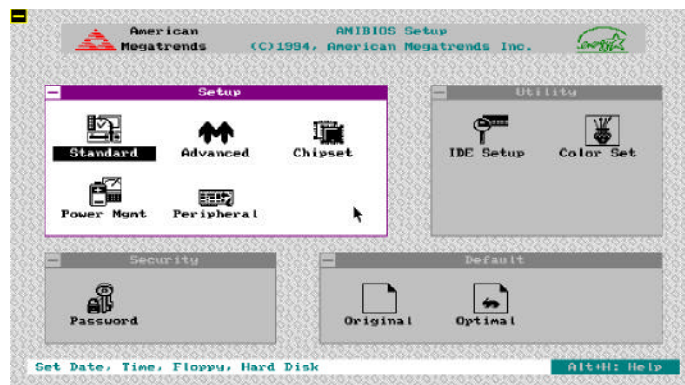 American AMIBIOS Setup
Megatrends (C)1994, American Megatrends Inc.
Setup
Utility
Standard Advanced Chipset
IDE Setup Color Set
Power Mgmt Peripheral
Security
Default
Password
Original Optimal
Set Date, Time, Floppy, Hard Disk
Alt+H: Help